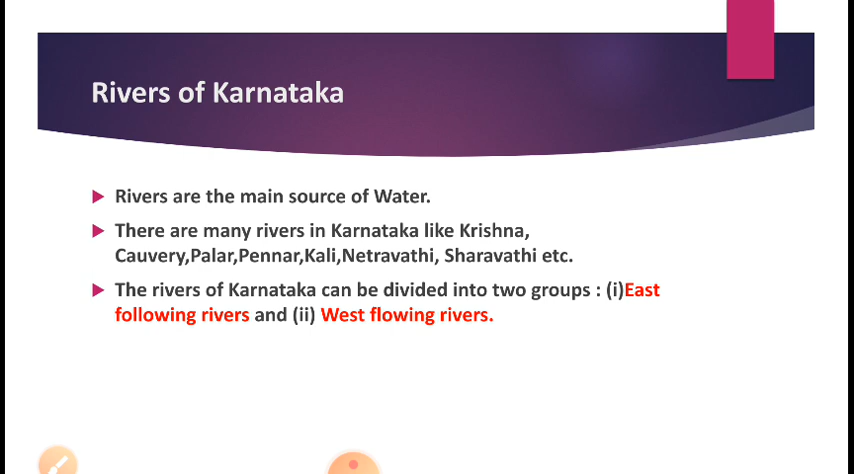 Rivers of Karnataka
Rivers are the main source of Water.
There are many rivers in Karnataka like Krishna,
Cauvery,Palar,Pennar,Kali,Netravathi, Sharavathi etc.
The rivers of Karnataka can be divided into two groups : (i)East
following rivers and (ii) West flowing rivers.